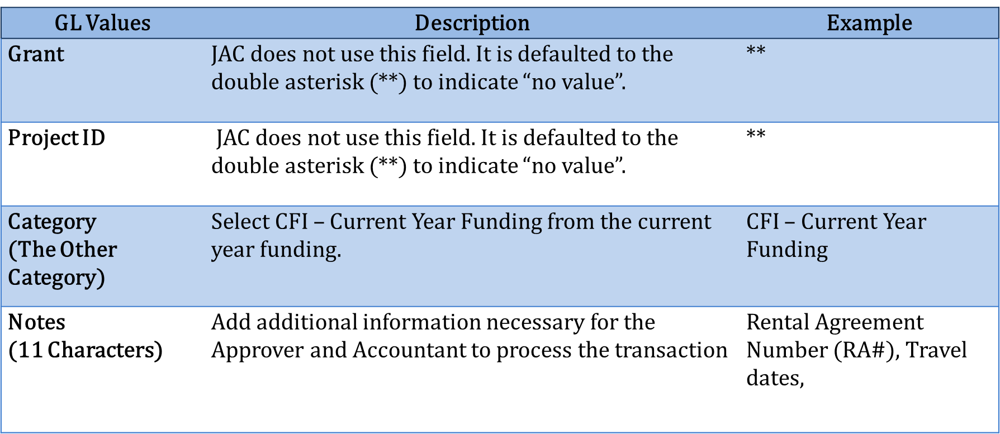 GL Values Description Example
Grant JAC does not use this field. It is defaulted to the **
double asterisk (**) to indicate “no value”.
Project ID JAC does not use this field. It is defaulted to the **
double asterisk (**) to indicate “no value”.
Category Select CFI – Current Year Funding from the current CFI – Current Year
(The Other year funding. Funding
Category)
Notes Add additional information necessary for the Rental Agreement
(11 Characters) Approver and Accountant to process the transaction Number (RA#), Travel
dates,